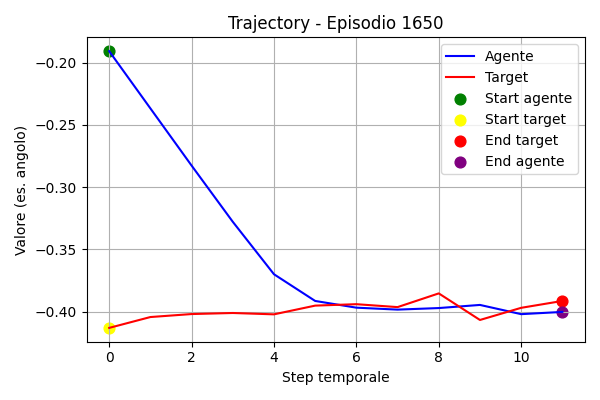 Trajectory - Episodio 1650
Valore (es. angolo)
−0.20
−0.25
−0.30
−0.35
−0.40
Agente
Target
Start agente
Start target
End target
End agente
0 2 4 6 8 10
Step temporale